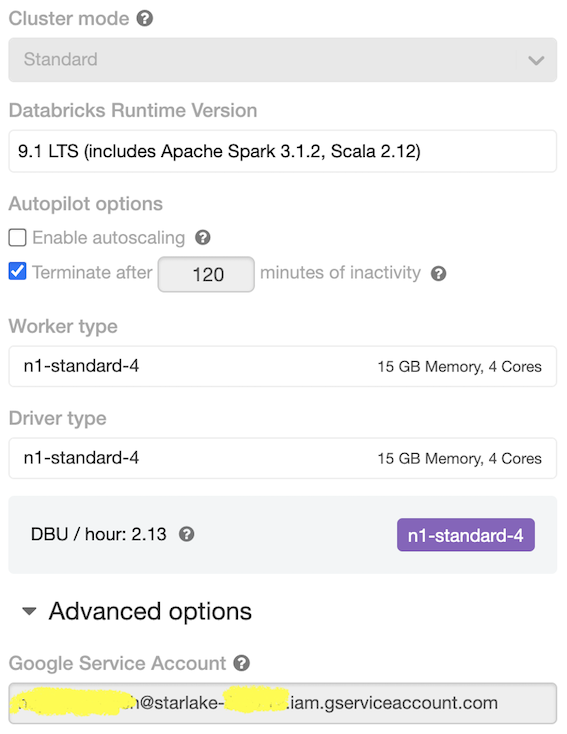 Cluster mode ?
Standard
Databricks Runtime Version
9.1 LTS (includes Apache Spark 3.1.2, Scala 2.12)
Autopilot options
Enable autoscaling ?
Terminate after 120 minutes of inactivity ?
Worker type
n1-standard-4 15 GB Memory, 4 Cores
Driver type
n1-standard-4 15 GB Memory, 4 Cores
DBU / hour: 2.13 ? n1-standard-4
Advanced options
Google Service Account ?
h@starlake- .iam.gserviceaccount.com